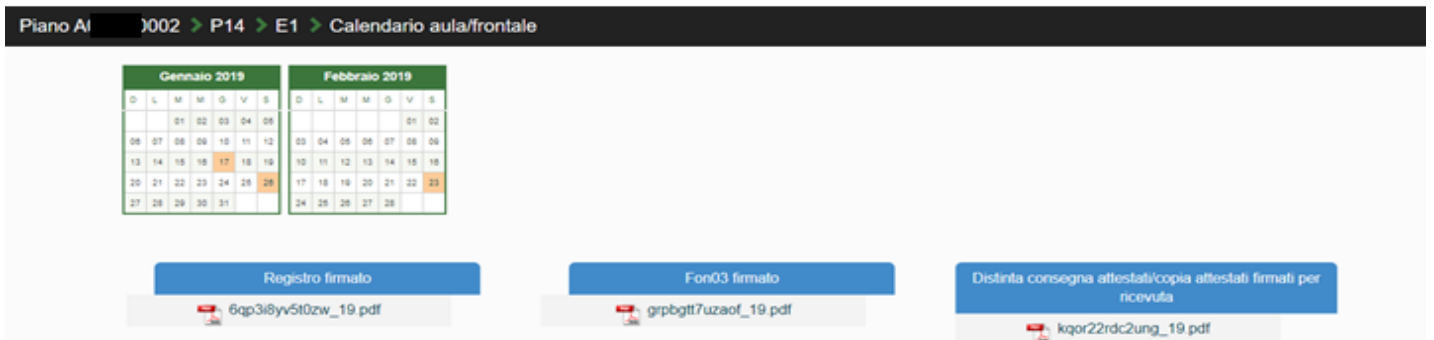 Piano A 0002 > P14 > E1 > Calendario aula/frontale
Gennaio 2019
D L M M G V S
01 02 03 04 05
06 07 08 09 10 11 12
13 14 15 16 17 18 19
20 21 22 23 24 25 26
27 28 29 30 31
Febbraio 2019
D L M M G V S
01 02
03 04 05 06 07 08 09
10 11 12 13 14 15 16
17 18 19 20 21 22 23
24 25 26 27 28
Registro firmato
6qp3i8yv5t0zw_19.pdf
Fon03 firmato
grpbgtt7uzaof_19.pdf
Distinta consegna attestati/copia attestati firmati per
ricevuta
kqor22rdc2ung_19.pdf